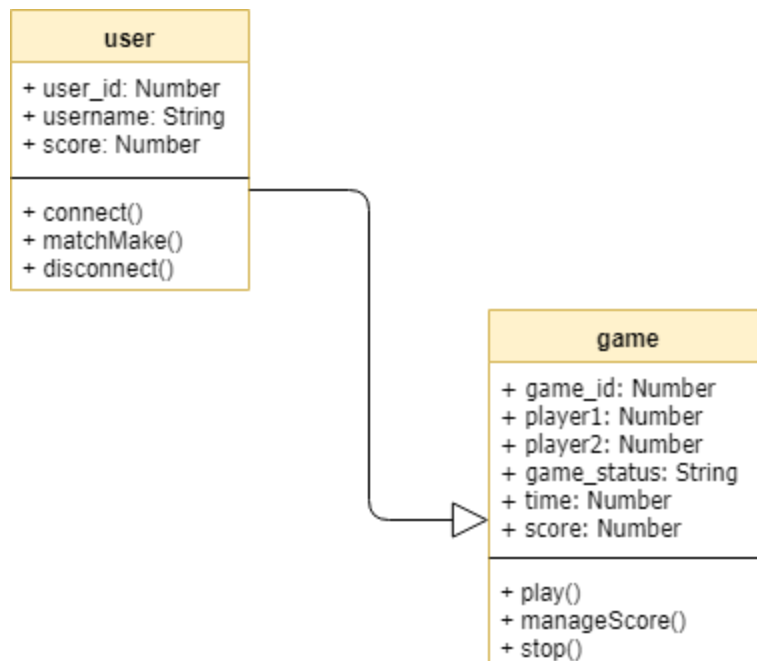 user
+ user_id: Number
+ username: String
+ score: Number
+ connect()
+ matchMake()
+ disconnect()
game
+ game_id: Number
+ player1: Number
+ player2: Number
+ game_status: String
+ time: Number
+ score: Number
+ play()
+ manageScore()
+ stop()